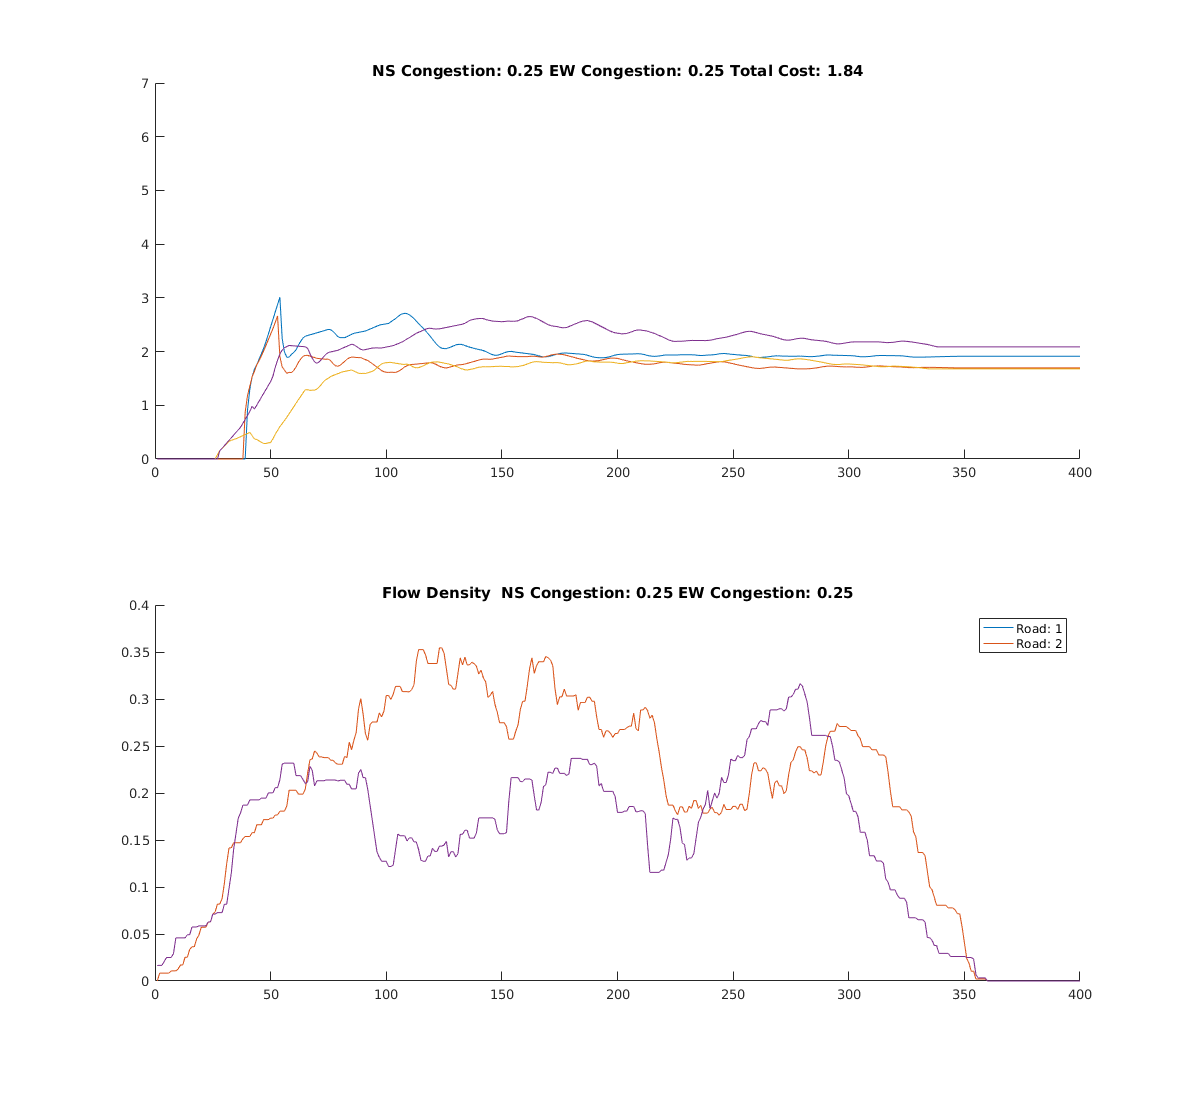 NS Congestion: 0.25 EW Congestion: 0.25 Total Cost: 1.84
7
6
5
4
3
2
1
0
0 50 100 150 200 250 300 350 400
Flow Density  NS Congestion: 0.25 EW Congestion: 0.25
0.4
0.35
0.3
0.25
0.2
0.15
0.1
0.05
0
Road: 1
Road: 2
0 50 100 150 200 250 300 350 400